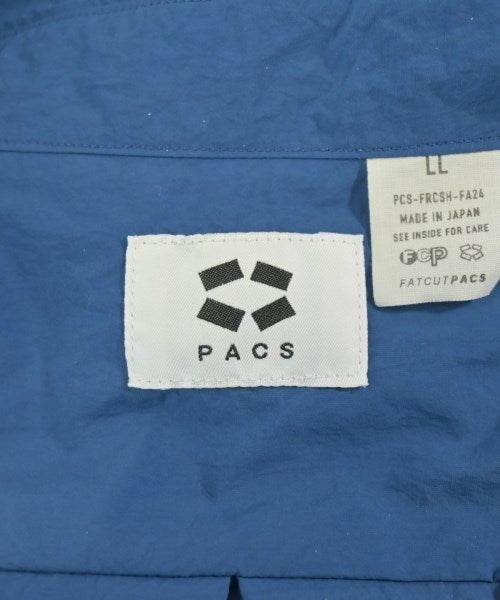 LL
PCS-FRCSH-FA24
MADE IN JAPAN
SEE INSIDE FOR CARE
FCP
FATCUTPACS
PACS